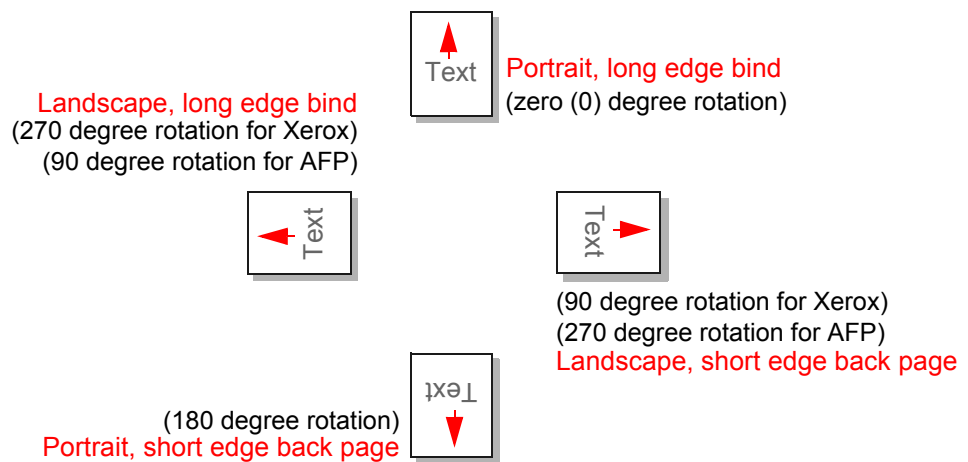 Text
Portrait, long edge bind
(zero (0) degree rotation)
Landscape, long edge bind
(270 degree rotation for Xerox)
(90 degree rotation for AFP)
Text
Text
(90 degree rotation for Xerox)
(270 degree rotation for AFP)
Landscape, short edge back page
Text
(180 degree rotation)
Portrait, short edge back page